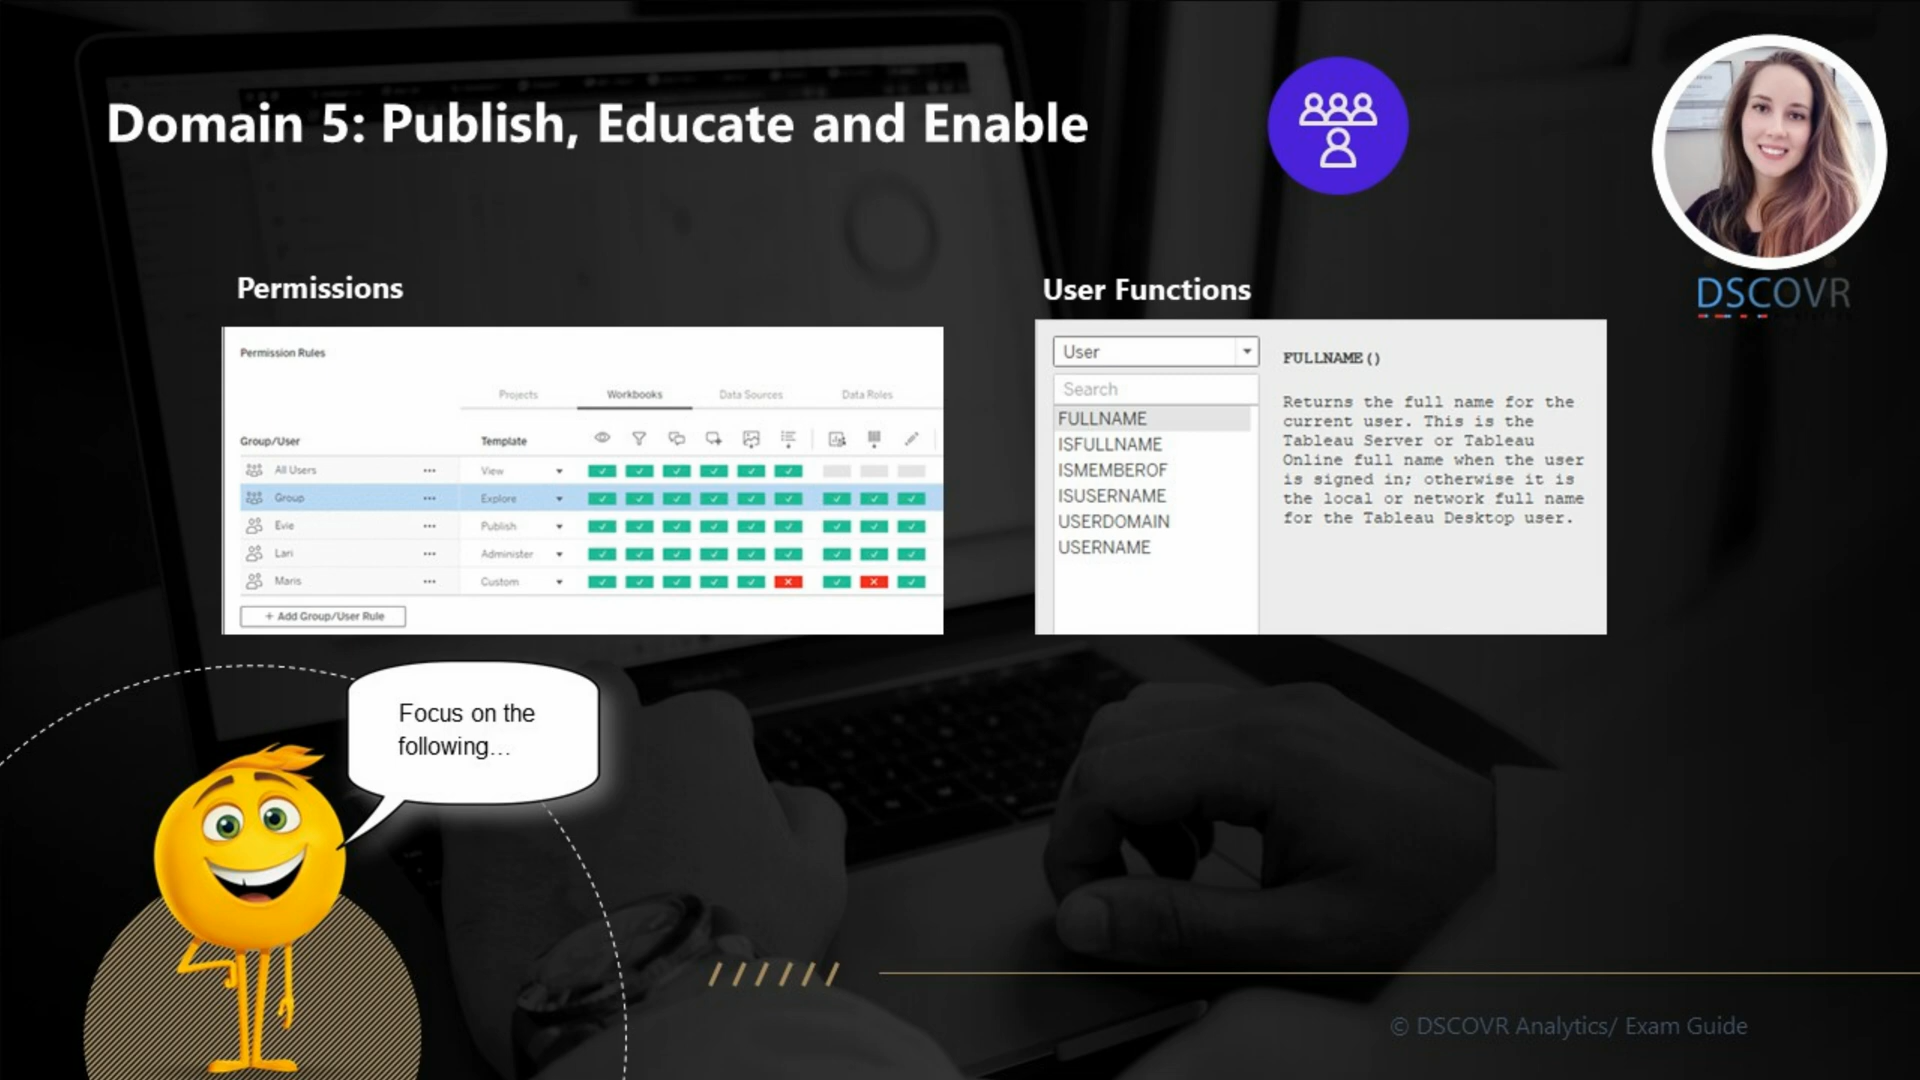 Domain 5: Publish, Educate and Enable
DSCOVR
Permissions
Permission Rules
Projects
Workbooks
Data Sources
Data Roles
Group/User
Template
All Users
View
Group
Explore
Evie
Publish
Lari
Administer
Maris
Custom
+ Add Group/User Rule
User Functions
User
Search
FULLNAME
ISFULLNAME
ISMEMBEROF
ISUSERNAME
USERDOMAIN
USERNAME
FULLNAME()
Returns the full name for the
current user. This is the
Tableau Server or Tableau
Online full name when the user
is signed in; otherwise it is
the local or network full name
for the Tableau Desktop user.
Focus on the
following...
© DSCOVR Analytics/ Exam Guide